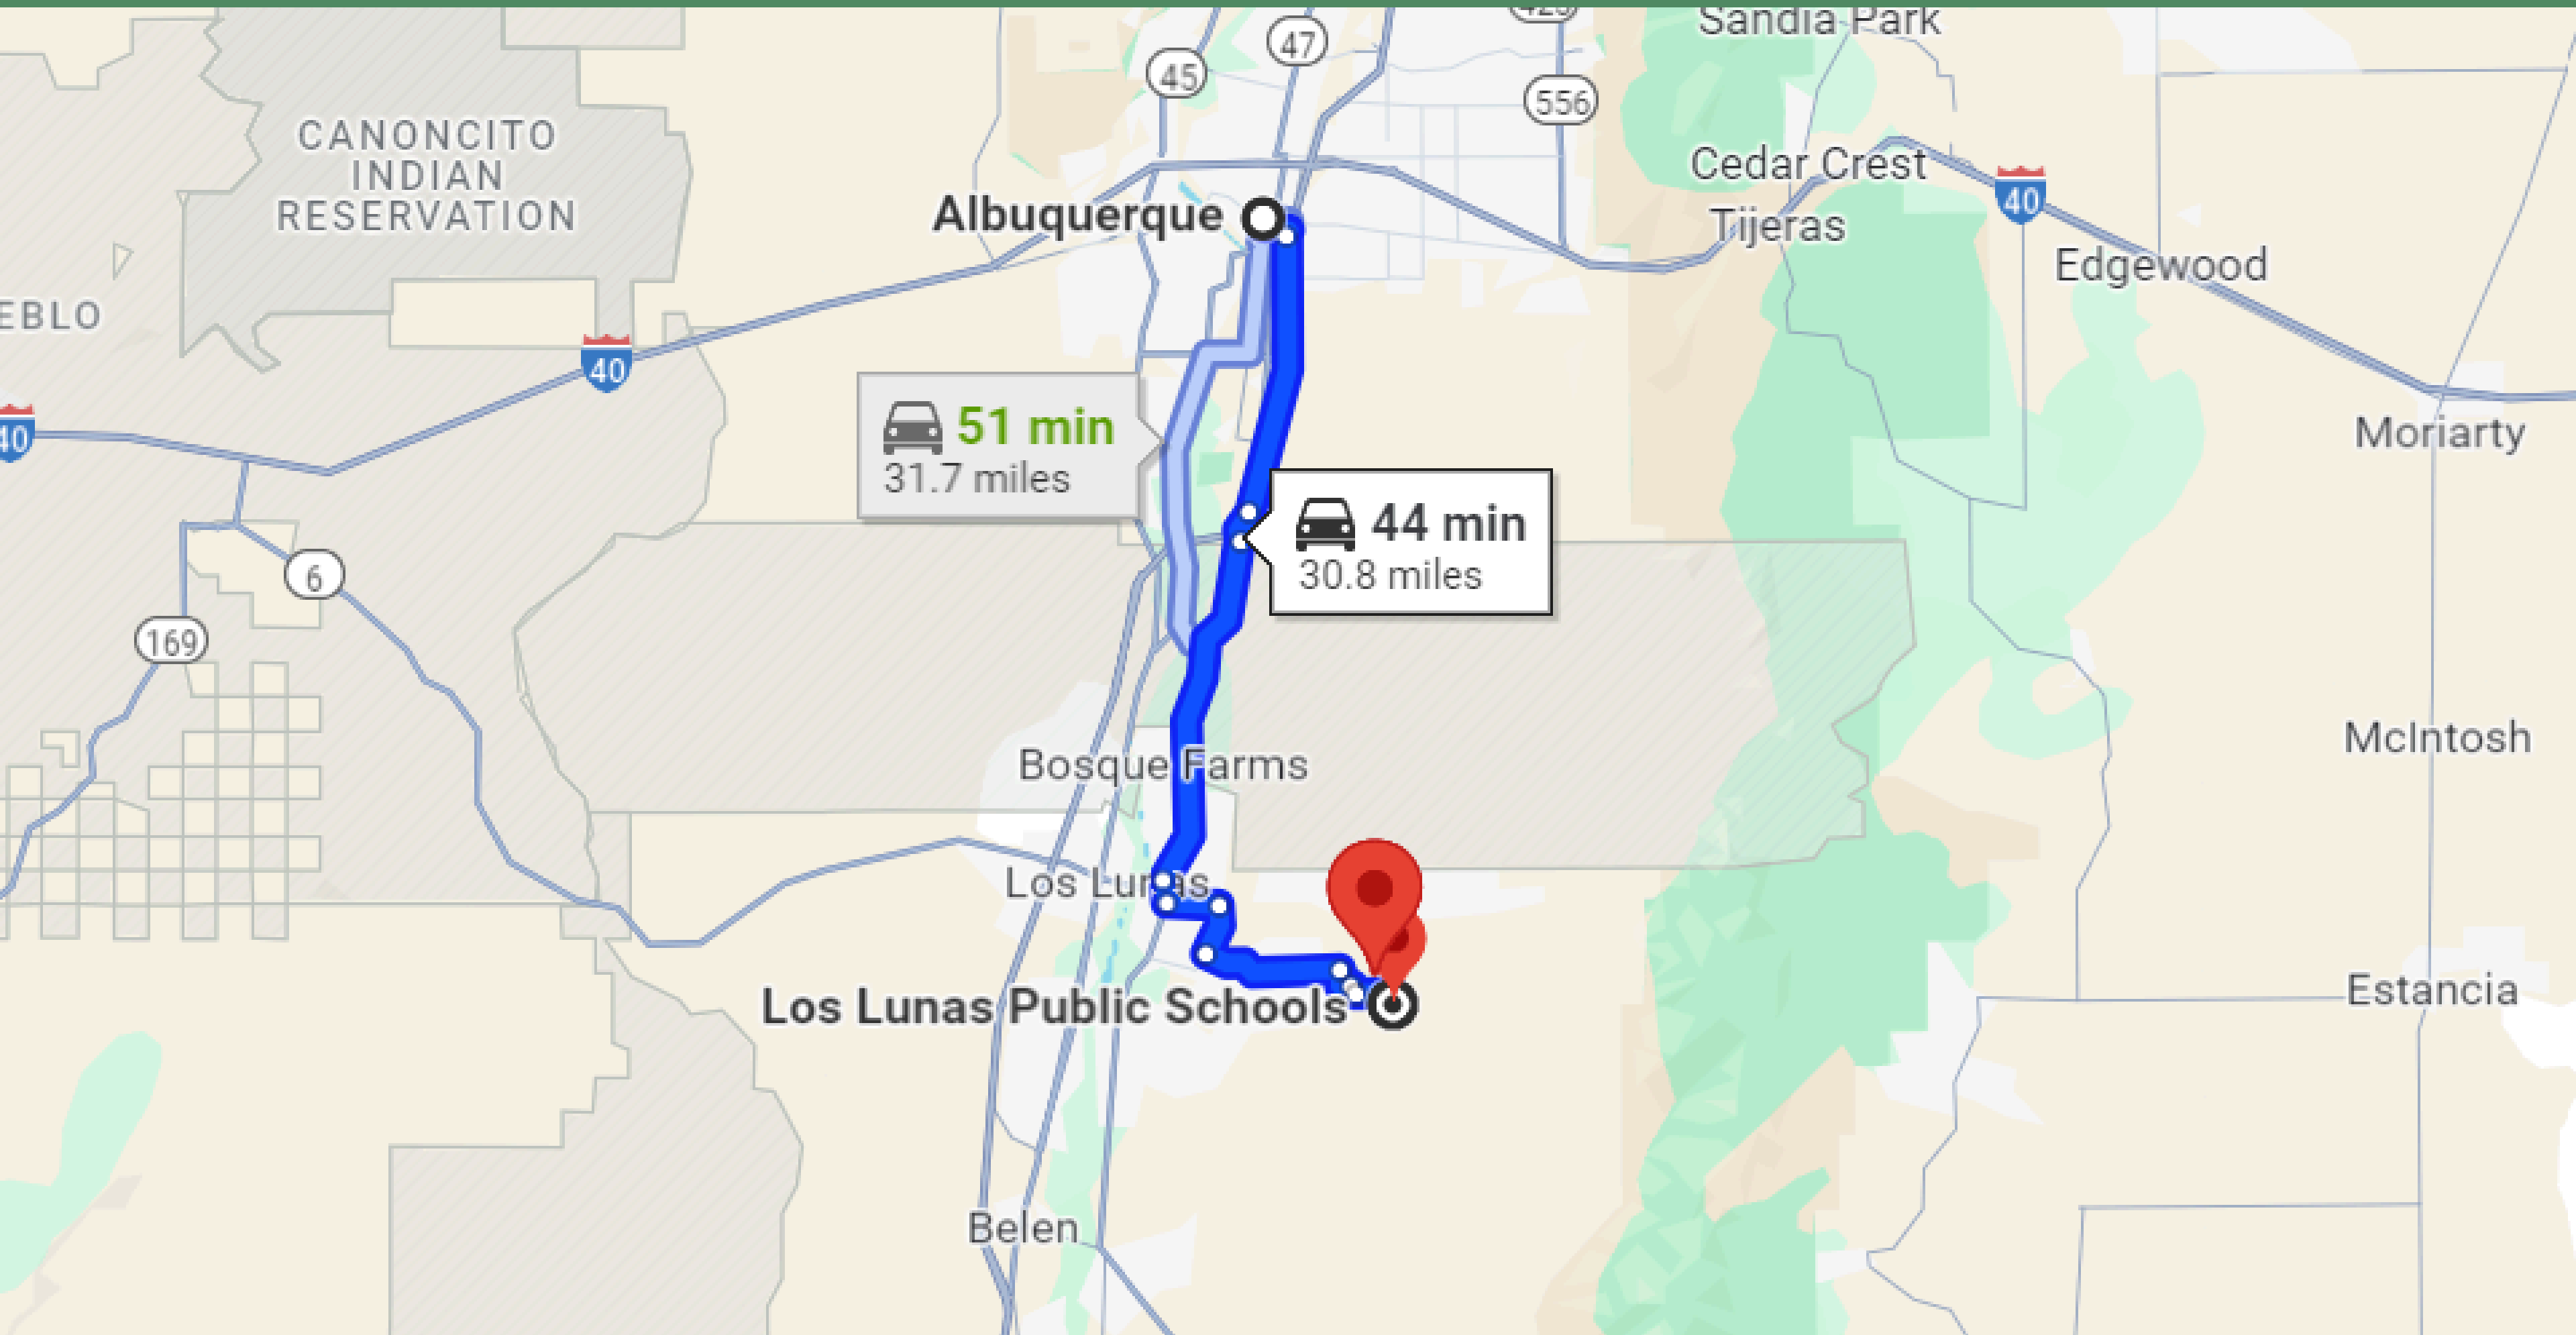 Sandia Park
423
47
45
556
CANONCITO
INDIAN
RESERVATION
Cedar Crest
40
Albuquerque
Tijeras
Edgewood
EBLO
40
40
51 min
31.7 miles
Moriarty
44 min
30.8 miles
6
169
McIntosh
Bosque Farms
Los Lunas
Estancia
Los Lunas Public Schools
Belen